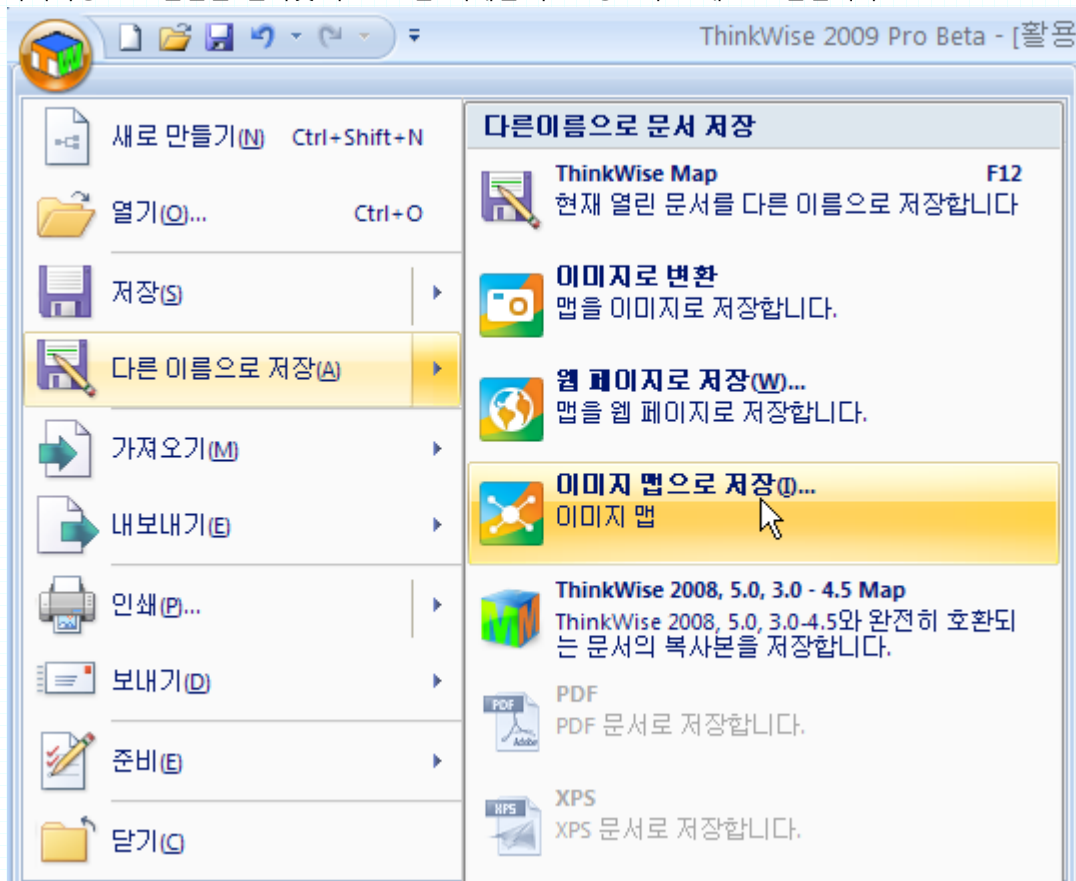 ThinkWise 2009 Pro Beta - [활용
새로 만들기(N) Ctrl+Shift+N
열기(O)... Ctrl+O
저장(S)
다른 이름으로 저장(A)
가져오기(M)
내보내기(E)
인쇄(P)...
보내기(D)
준비(E)
닫기(C)
다른이름으로 문서 저장
ThinkWise Map F12
현재 열린 문서를 다른 이름으로 저장합니다
이미지로 변환
맵을 이미지로 저장합니다.
웹 페이지로 저장(W)...
맵을 웹 페이지로 저장합니다.
이미지 맵으로 저장(I)...
이미지 맵
ThinkWise 2008, 5.0, 3.0 - 4.5 Map
ThinkWise 2008, 5.0, 3.0-4.5와 완전히 호환되
는 문서의 복사본을 저장합니다.
PDF
PDF
Adobe
PDF 문서로 저장합니다.
XPS
XPS
XPS 문서로 저장합니다.